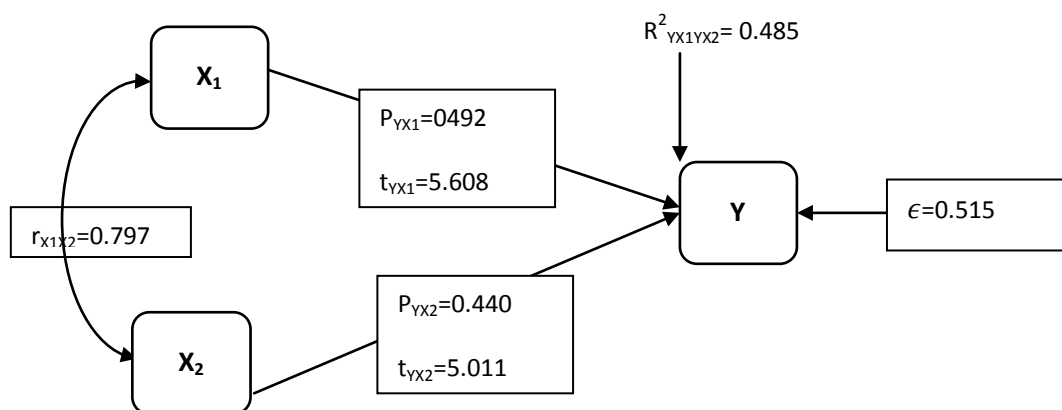 R²YX1YX2= 0.485
X₁
PYX1=0492
tYX1=5.608
Y
ϵ=0.515
rX1X2=0.797
PYX2=0.440
tYX2=5.011
X₂